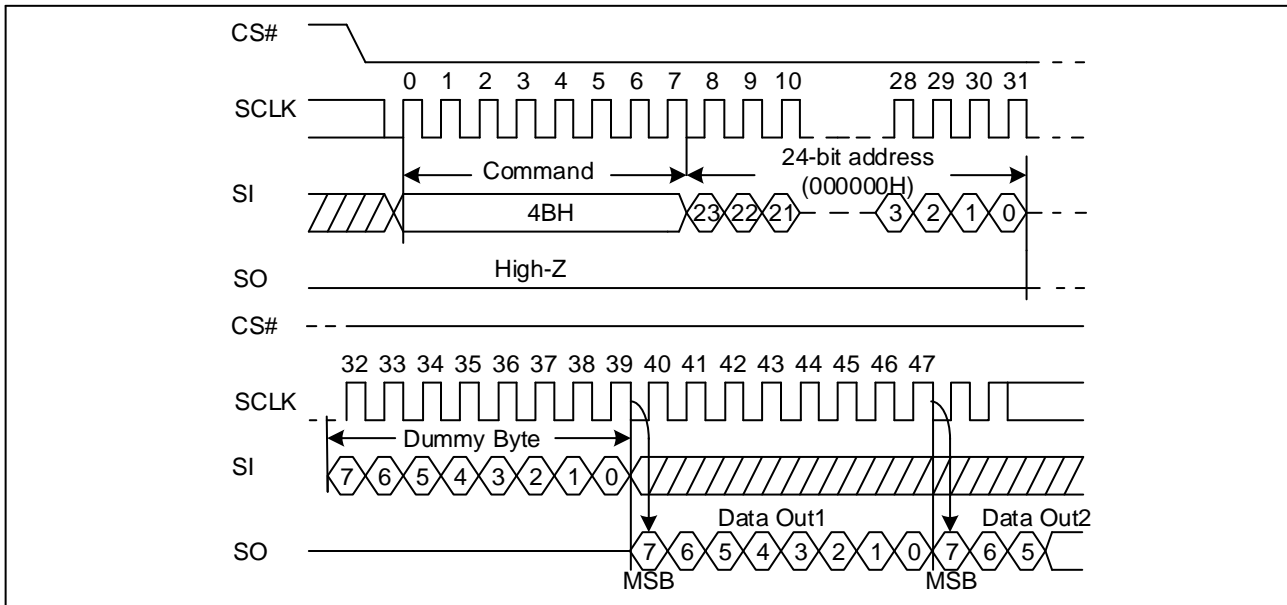 CS#
0 1 2 3 4 5 6 7 8 9 10 28 29 30 31
SCLK
Command
24-bit address
(000000H)
SI
4BH
23 22 21 3 2 1 0
High-Z
SO
CS#
32 33 34 35 36 37 38 39 40 41 42 43 44 45 46 47
SCLK
Dummy Byte
SI
7 6 5 4 3 2 1 0
Data Out1 Data Out2
SO
7 6 5 4 3 2 1 0 7 6 5
MSB MSB